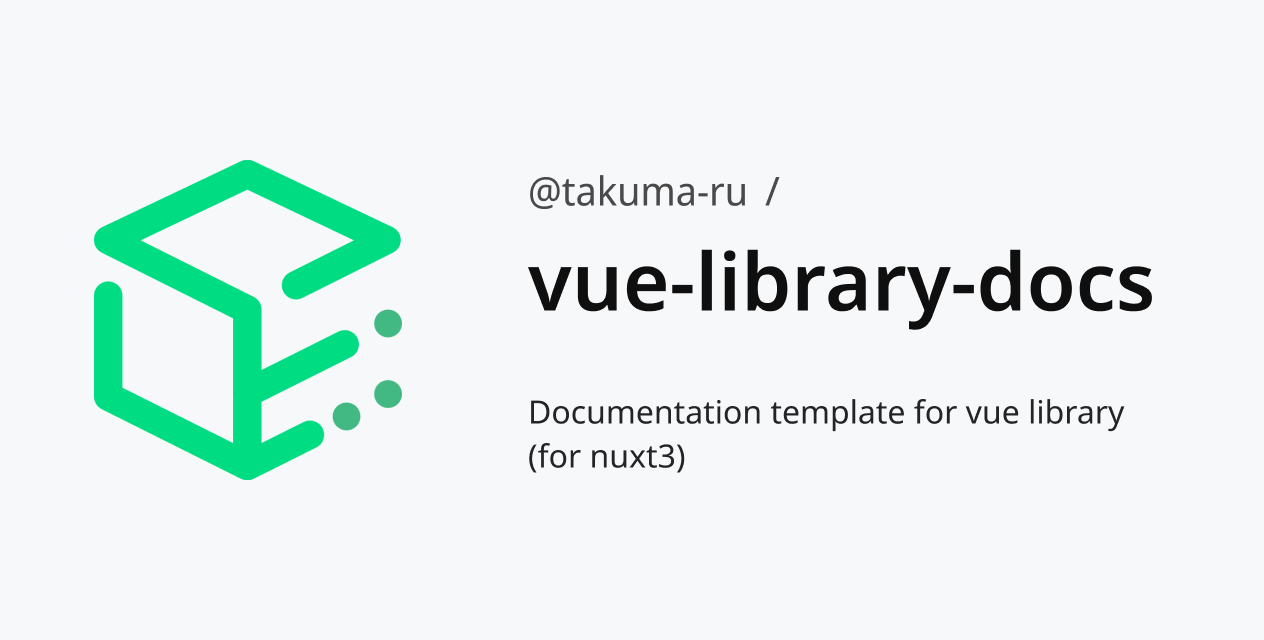 @takuma-ru /
vue-library-docs
Documentation template for vue library
(for nuxt3)